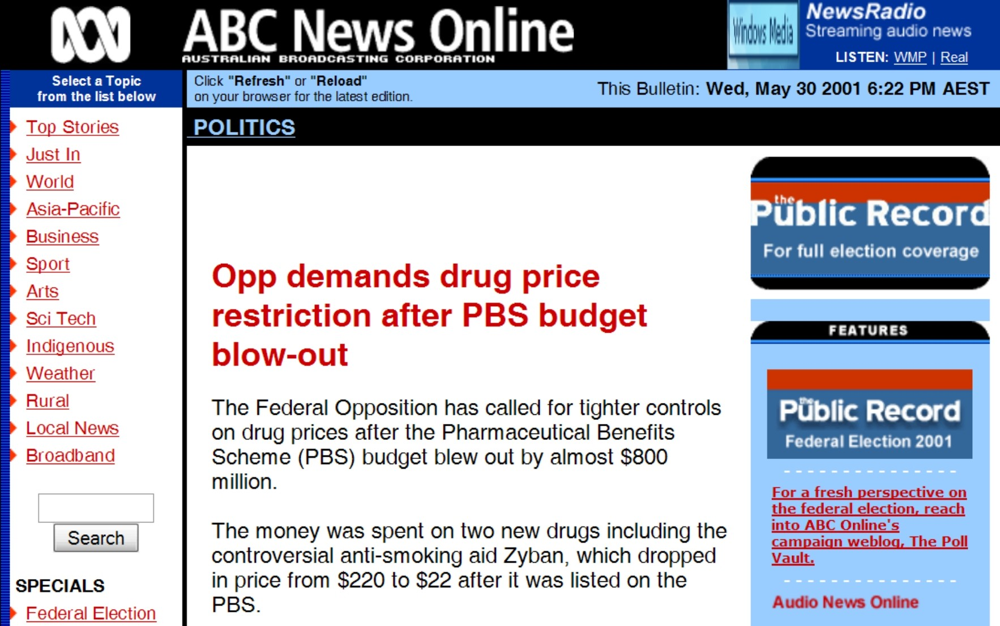 ABC News Online
AUSTRALIAN BROADCASTING CORPORATION
Windows Media
NewsRadio
Streaming audio news
LISTEN: WMP | Real
Select a Topic
from the list below
Click "Refresh" or "Reload"
on your browser for the latest edition.
This Bulletin: Wed, May 30 2001 6:22 PM AEST
Top Stories
Just In
World
Asia-Pacific
Business
Sport
Arts
Sci Tech
Indigenous
Weather
Rural
Local News
Broadband
Search
SPECIALS
Federal Election
POLITICS
Opp demands drug price
restriction after PBS budget
blow-out
The Federal Opposition has called for tighter controls
on drug prices after the Pharmaceutical Benefits
Scheme (PBS) budget blew out by almost $800
million.
The money was spent on two new drugs including the
controversial anti-smoking aid Zyban, which dropped
in price from $220 to $22 after it was listed on the
PBS.
the
Public Record
For full election coverage
FEATURES
the
Public Record
Federal Election 2001
For a fresh perspective on
the federal election, reach
into ABC Online's
campaign weblog, The Poll
Vault.
Audio News Online